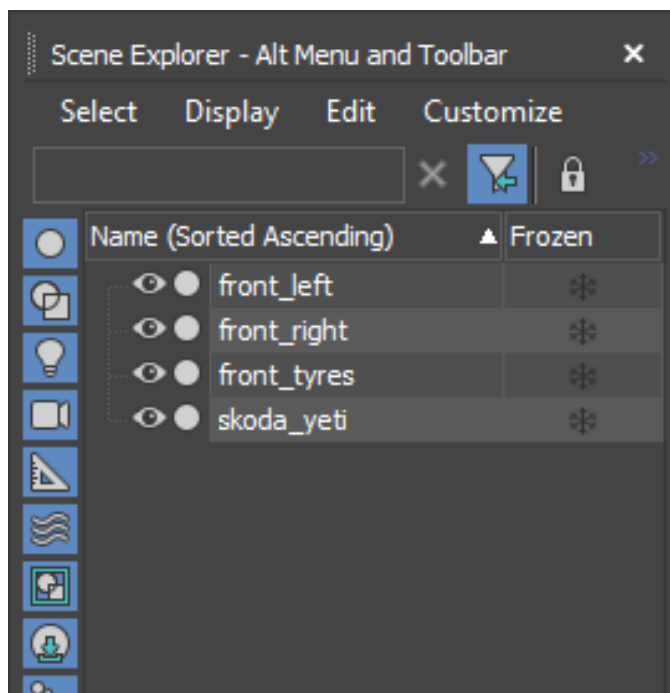 Scene Explorer - Alt Menu and Toolbar
Select Display Edit Customize
Name (Sorted Ascending) Frozen
front_left
front_right
front_tyres
skoda_yeti